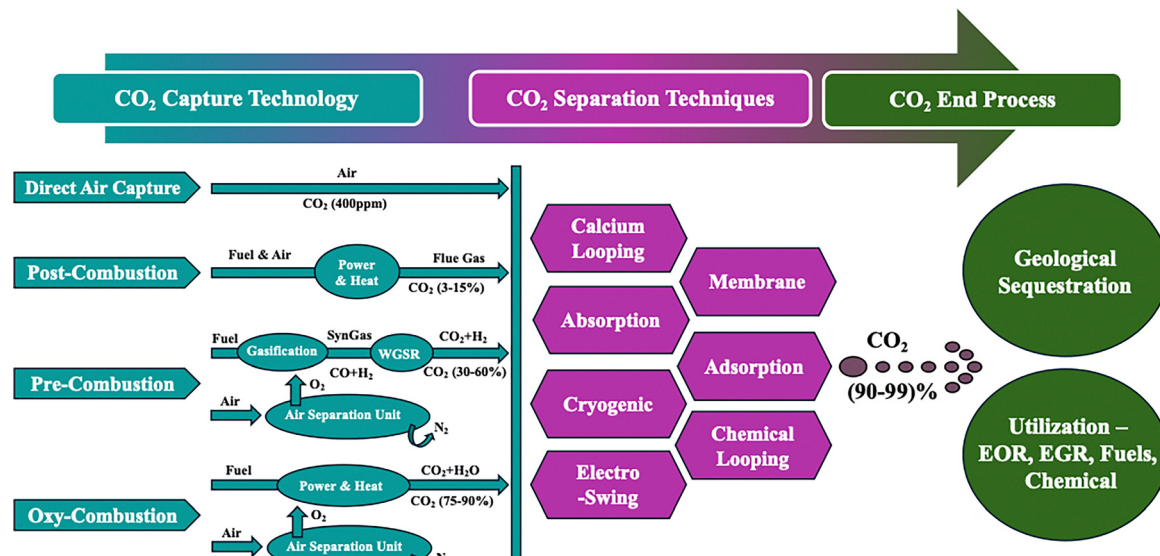 CO₂ Capture Technology
CO₂ Separation Techniques
CO₂ End Process
Direct Air Capture
Air
CO₂ (400ppm)
Post-Combustion
Fuel & Air
Power
& Heat
Flue Gas
CO₂ (3-15%)
Pre-Combustion
Fuel
Gasification
SynGas
CO+H₂
WGSR
CO₂+H₂
CO₂ (30-60%)
O₂
Air
Air Separation Unit
N₂
Oxy-Combustion
Fuel
Power & Heat
CO₂+H₂O
CO₂ (75-90%)
O₂
Air
Air Separation Unit
Calcium
Looping
Membrane
Absorption
Adsorption
Cryogenic
Chemical
Looping
Electro
-Swing
CO₂
(90-99)%
Geological
Sequestration
Utilization –
EOR, EGR, Fuels,
Chemical